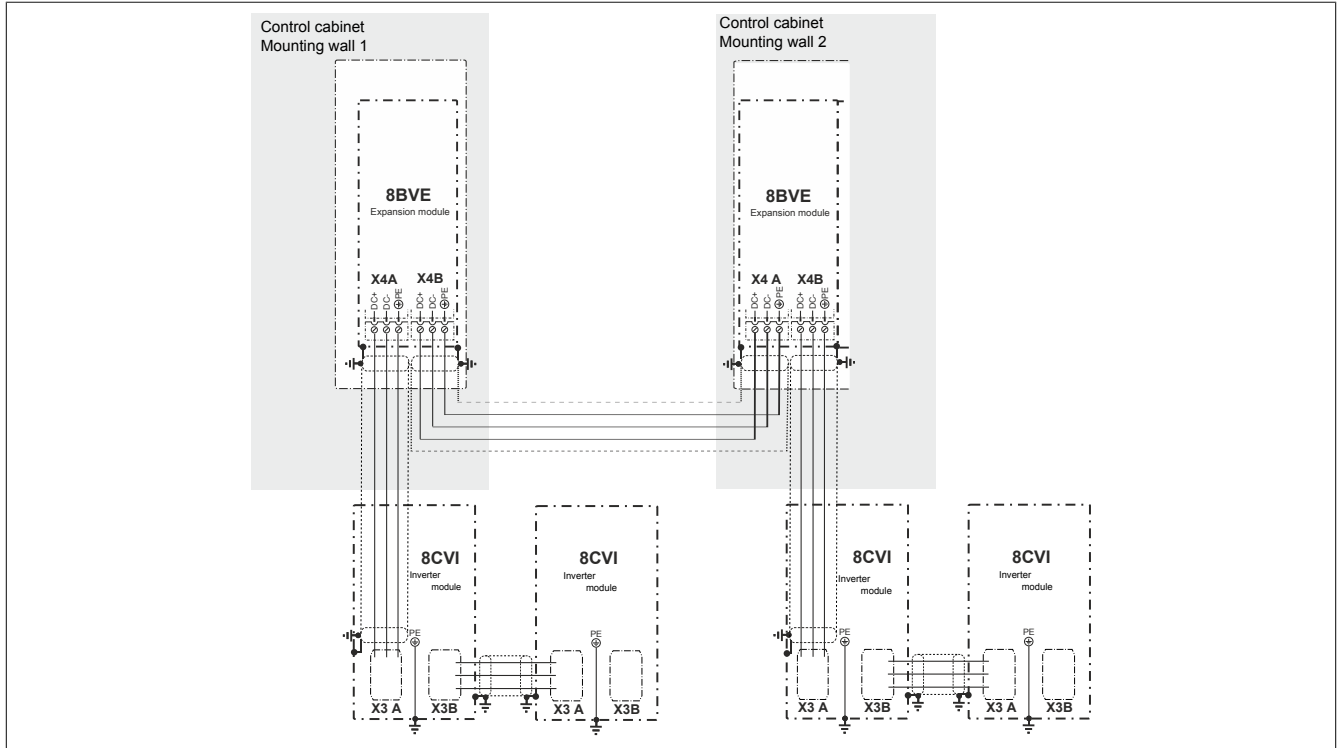 Control cabinet
Mounting wall 1
Control cabinet
Mounting wall 2
8BVE
Expansion module
X4A X4B
DC+ DC- PE DC+ DC- PE
8BVE
Expansion module
X4 A X4B
DC+ DC- PE DC+ DC- PE
8CVI
Inverter
module
PE
X3 A X3B
8CVI
Inverter
module
PE
X3 A X3B
8CVI
Inverter
module
PE
X3 A X3B
8CVI
Inverter
module
PE
X3 A X3B